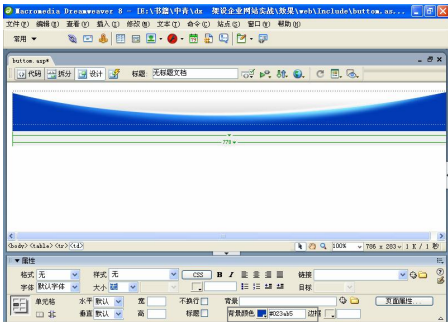 Macromedia Dreamweaver 8 - [E:\书籍\中青\dx 架设企业网站实战\效果\web\Include\buttom.as...
文件(F) 编辑(E) 查看(V) 插入(I) 修改(M) 文本(T) 命令(C) 站点(S) 窗口(W) 帮助(H)
常用
buttom.asp*
代码 拆分 设计 标题: 无标题文档
778
<body> <table> <tr> <td> 100% 786 x 283 1 K / 1 秒
属性
格式 无 样式 无 CSS B I 链接
字体 默认字体 大小 无 目标
单元格 水平 默认 宽 不换行 背景 页面属性...
垂直 默认 高 标题 背景颜色 #023ab5 边框